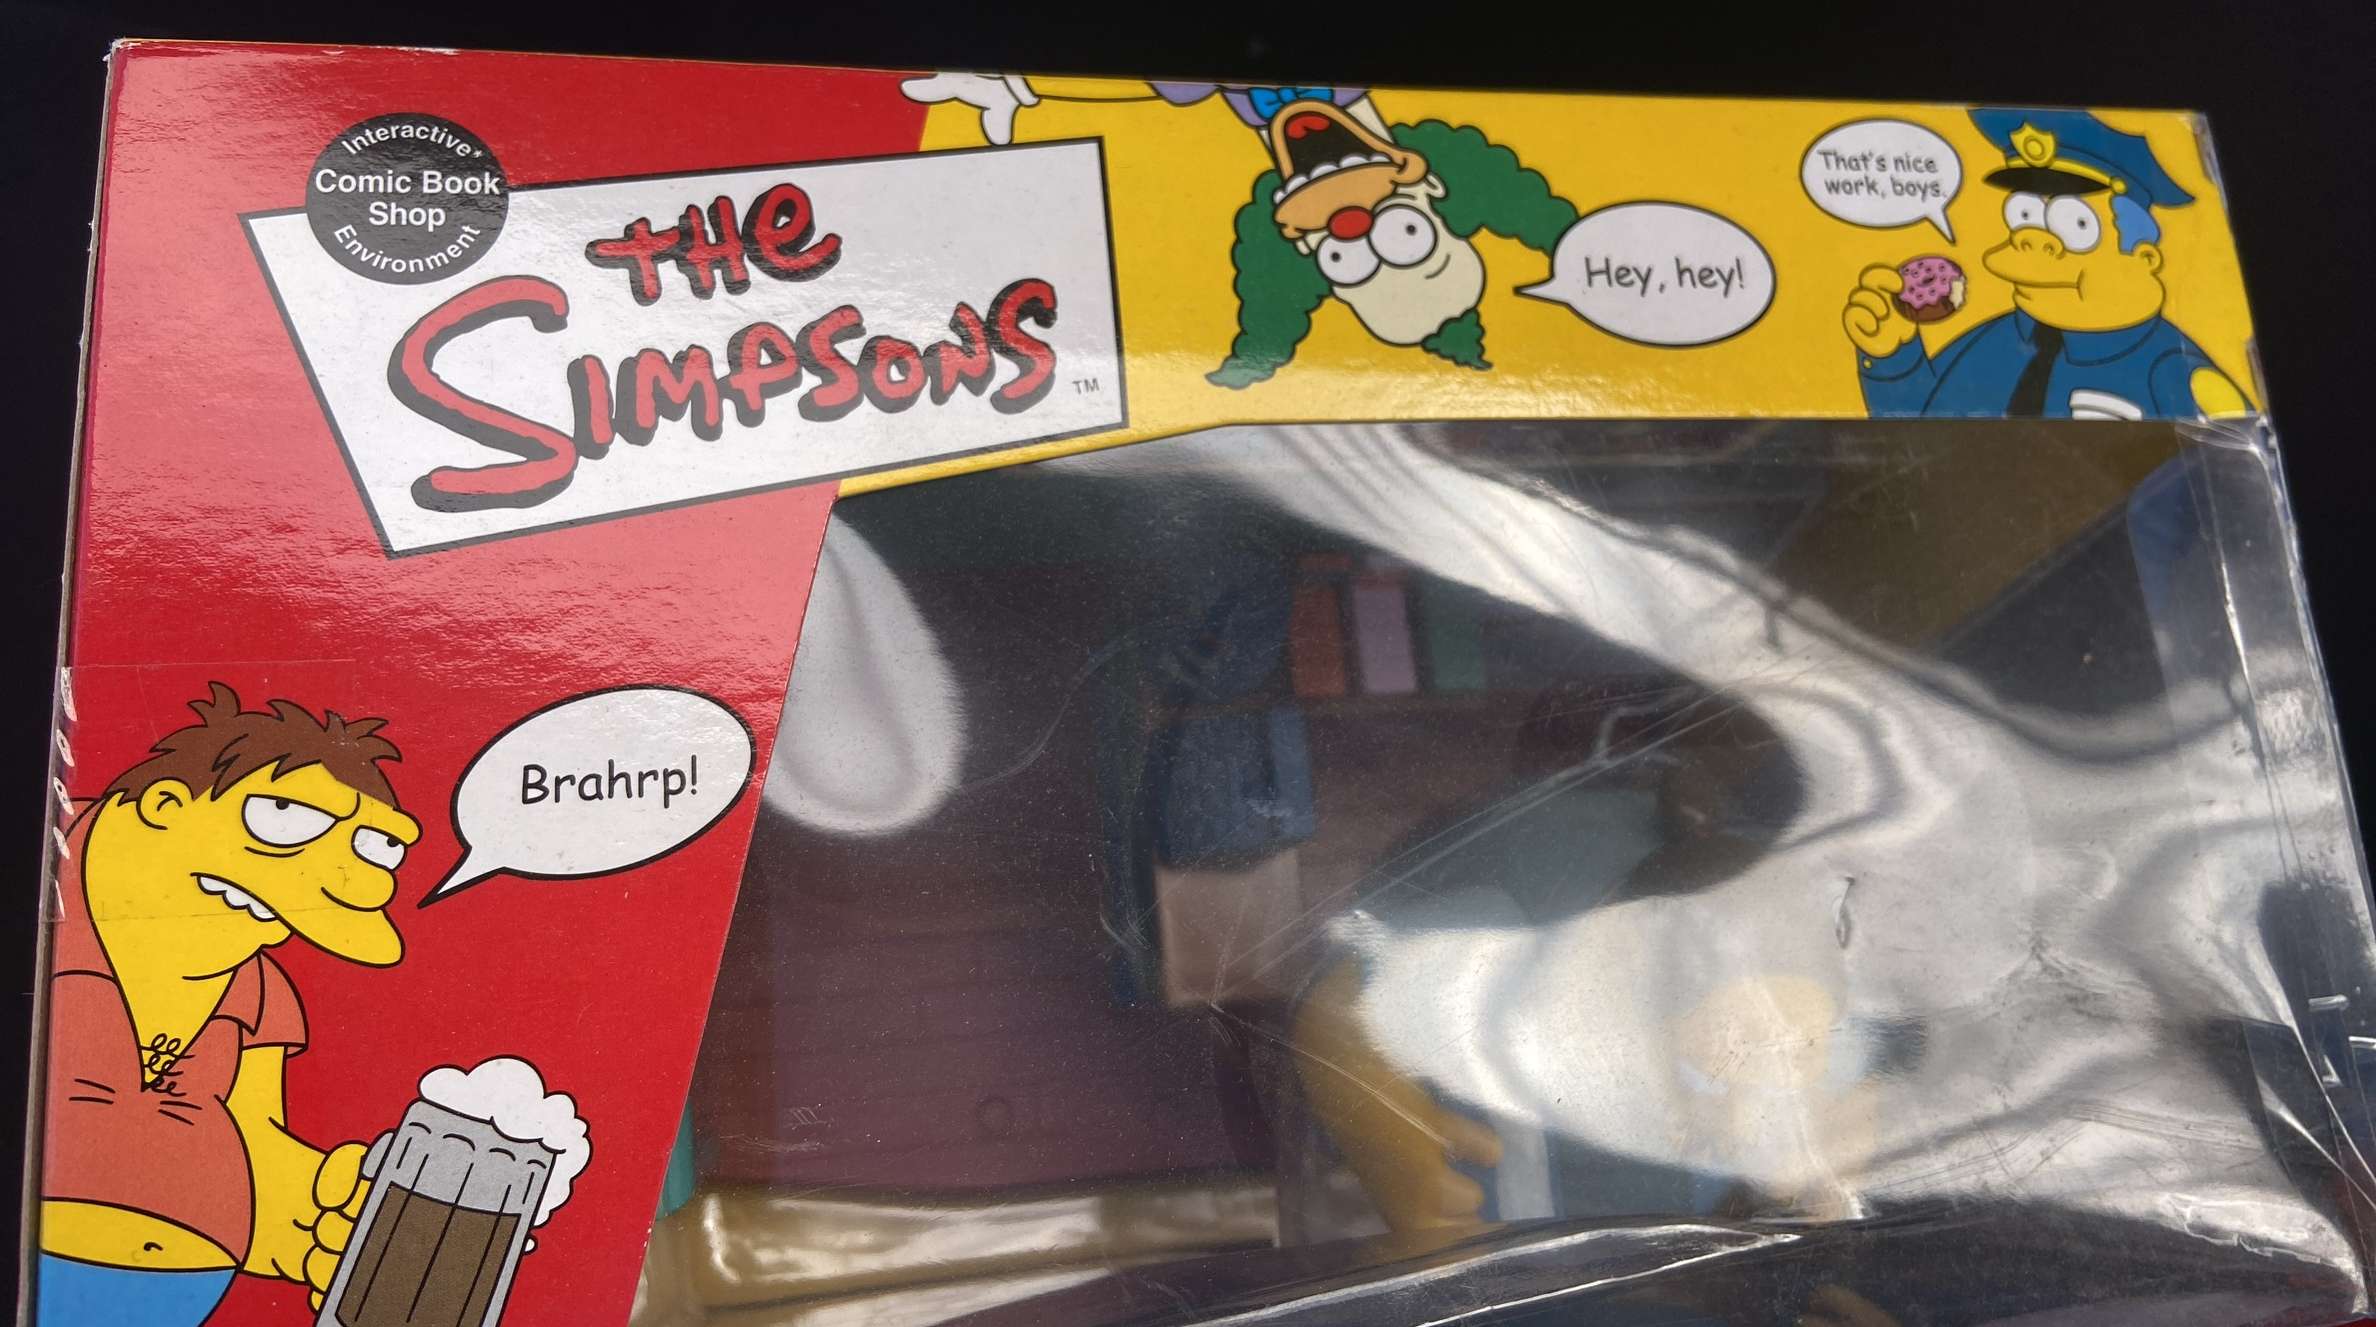 Interactive*
Comic Book
Shop
Environment
THe
SIMPSONS
TM
Hey, hey!
That's nice
work, boys.
Brahrp!